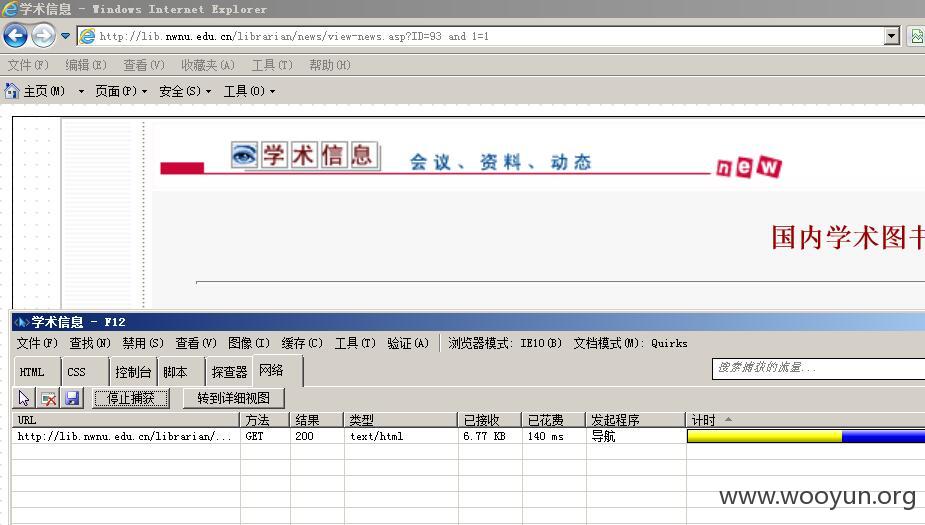 学术信息 - Windows Internet Explorer
http://lib.nwnu.edu.cn/librarian/news/view-news.asp?ID=93 and 1=1
文件(F) 编辑(E) 查看(V) 收藏夹(A) 工具(T) 帮助(H)
主页(M) 页面(P) 安全(S) 工具(O)
学术信息 会议、资料、动态 new
国内学术图书
学术信息 - F12
文件(F) 查找(N) 禁用(S) 查看(V) 图像(I) 缓存(C) 工具(T) 验证(A) 浏览器模式: IE10(B) 文档模式(M): Quirks
HTML CSS 控制台 脚本 探查器 网络 搜索捕获的流量...
停止捕获 转到详细视图
URL 方法 结果 类型 已接收 已花费 发起程序 计时
http://lib.nwnu.edu.cn/librarian/... GET 200 text/html 6.77 KB 140 ms 导航
www.wooyun.org